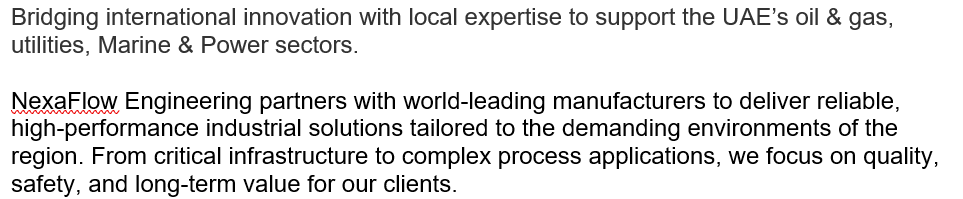 Bridging international innovation with local expertise to support the UAE’s oil & gas,
utilities, Marine & Power sectors.
NexaFlow Engineering partners with world-leading manufacturers to deliver reliable,
high-performance industrial solutions tailored to the demanding environments of the
region. From critical infrastructure to complex process applications, we focus on quality,
safety, and long-term value for our clients.